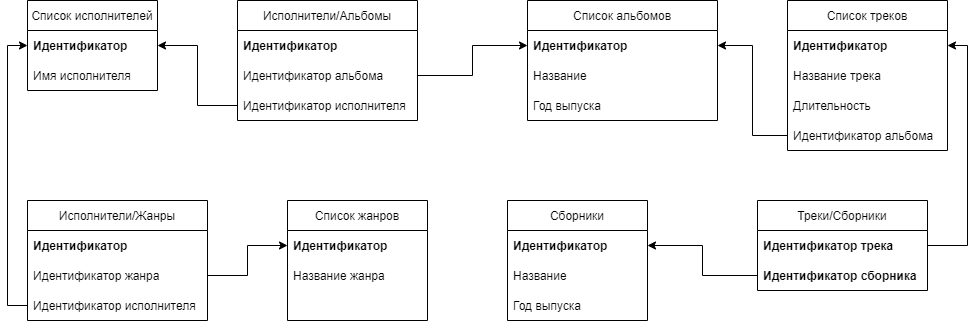 Список исполнителей
Идентификатор
Имя исполнителя
Исполнители/Альбомы
Идентификатор
Идентификатор альбома
Идентификатор исполнителя
Список альбомов
Идентификатор
Название
Год выпуска
Список треков
Идентификатор
Название трека
Длительность
Идентификатор альбома
Исполнители/Жанры
Идентификатор
Идентификатор жанра
Идентификатор исполнителя
Список жанров
Идентификатор
Название жанра
Сборники
Идентификатор
Название
Год выпуска
Треки/Сборники
Идентификатор трека
Идентификатор сборника